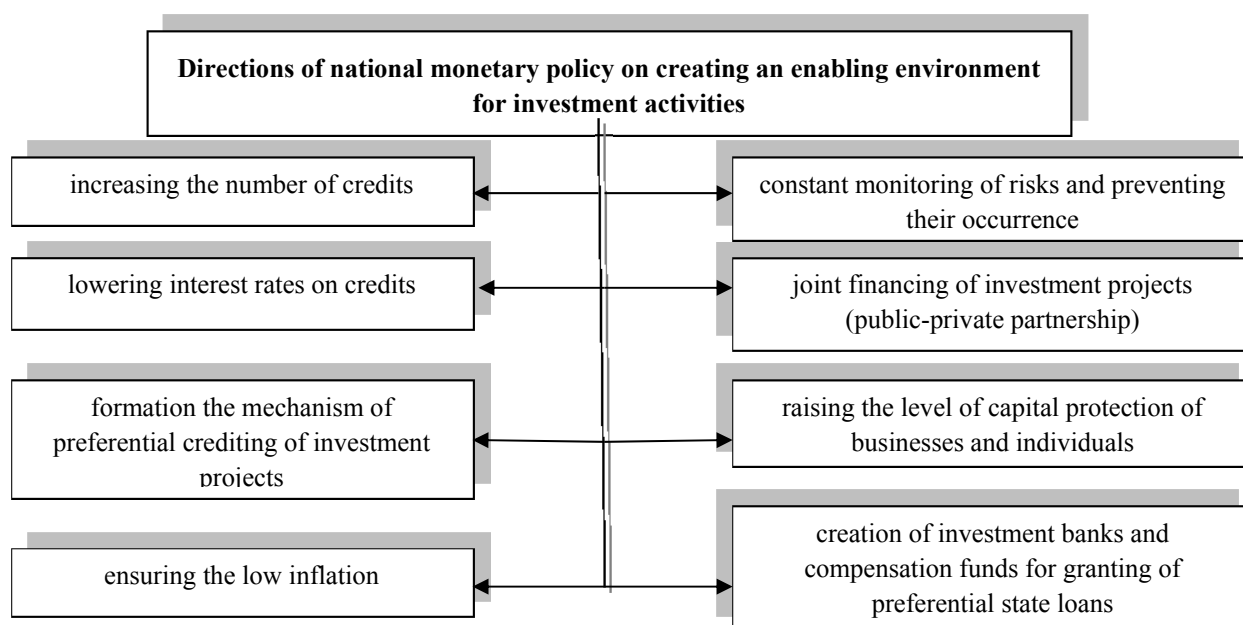 Directions of national monetary policy on creating an enabling environment
for investment activities
increasing the number of credits
constant monitoring of risks and preventing
their occurrence
lowering interest rates on credits
joint financing of investment projects
(public-private partnership)
formation the mechanism of
preferential crediting of investment
projects
raising the level of capital protection of
businesses and individuals
ensuring the low inflation
creation of investment banks and
compensation funds for granting of
preferential state loans